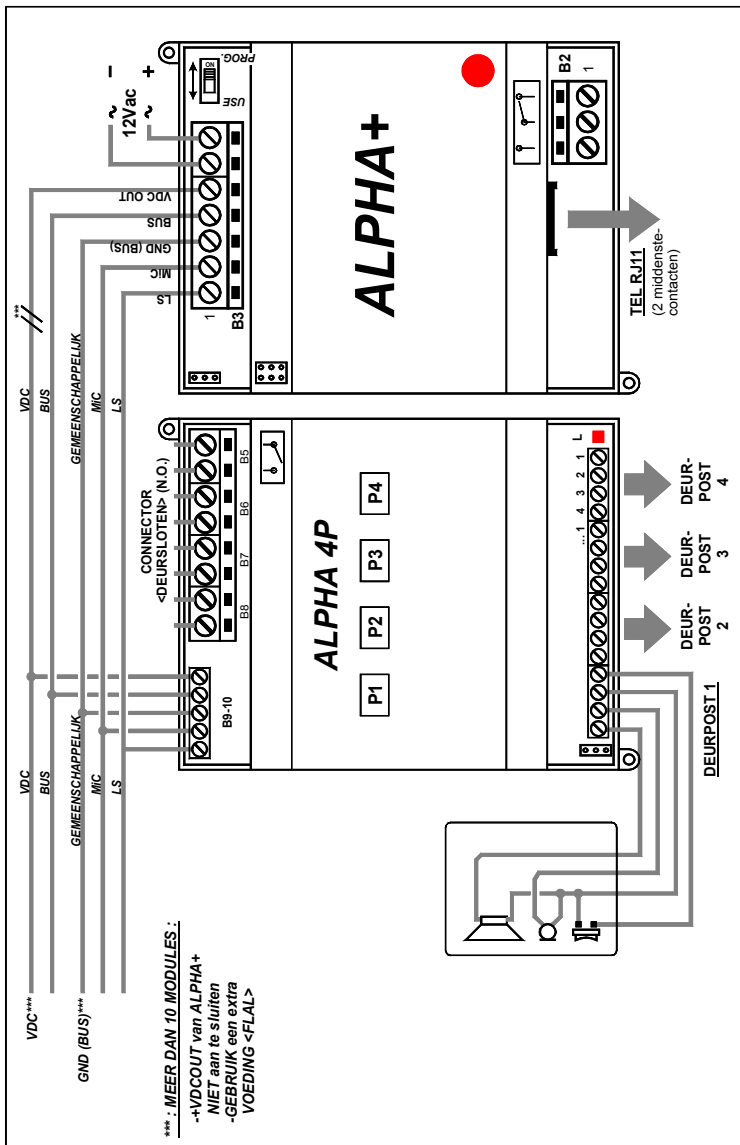 PROG.
ON
USE
~ –
12Vac
~ +
VDC OUT
BUS
GND (BUS)
MiC
LS
1
B3
ALPHA+
B2
1
TEL RJ11
(2 middenste-
contacten)
***
VDC
BUS
GEMEENSCHAPPELIJK
MiC
LS
CONNECTOR
<DEURSLOTEN> (N.O.)
B5
B6
B7
B8
B9-10
ALPHA 4P
P1
P2
P3
P4
L
1
2
3
4
...1
DEUR-
POST
4
DEUR-
POST
3
DEUR-
POST
2
DEURPOST 1
VDC
BUS
GEMEENSCHAPPELIJK
MiC
LS
VDC***
GND (BUS)***
*** : MEER DAN 10 MODULES :
-+VDCOUT van ALPHA+
NIET aan te sluiten
-GEBRUIK een extra
VOEDING <FLAL>